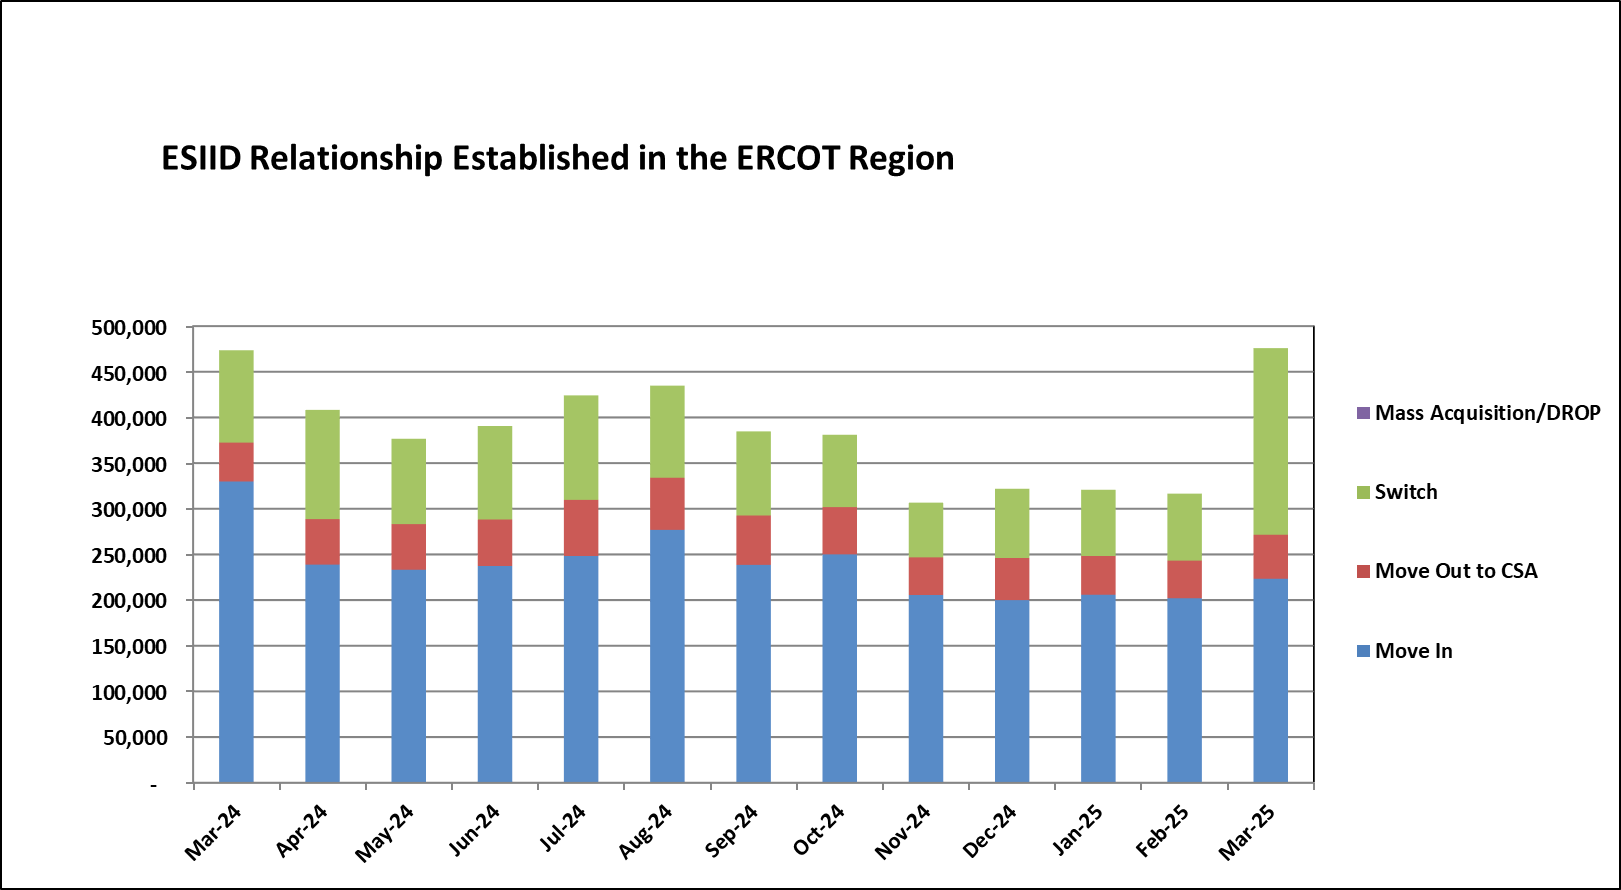 ESIID Relationship Established in the ERCOT Region
500,000
450,000
400,000
350,000
300,000
250,000
200,000
150,000
100,000
50,000
-
Mar-24
Apr-24
May-24
Jun-24
Jul-24
Aug-24
Sep-24
Oct-24
Nov-24
Dec-24
Jan-25
Feb-25
Mar-25
Mass Acquisition/DROP
Switch
Move Out to CSA
Move In